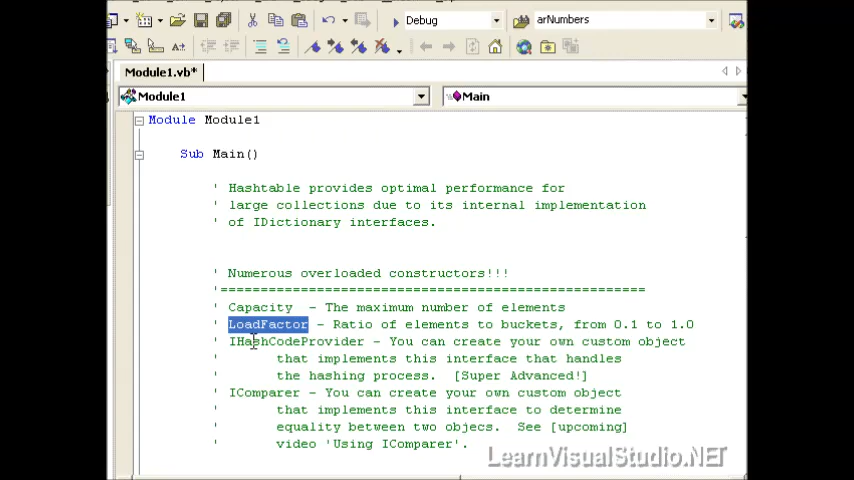 Debug
arNumbers
Module1.vb*
Module1
Main
Module Module1
Sub Main()
' Hashtable provides optimal performance for
' large collections due to its internal implementation
' of IDictionary interfaces.
' Numerous overloaded constructors!!!
'=====================================================
' Capacity  - The maximum number of elements
' LoadFactor - Ratio of elements to buckets, from 0.1 to 1.0
' IHashCodeProvider - You can create your own custom object
'       that implements this interface that handles
'       the hashing process.  [Super Advanced!]
' IComparer - You can create your own custom object
'       that implements this interface to determine
'       equality between two objecs.  See [upcoming]
'       video 'Using IComparer'.
LearnVisualStudio.NET